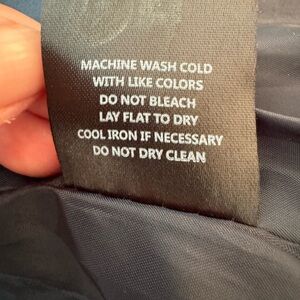 MACHINE WASH COLD
WITH LIKE COLORS
DO NOT BLEACH
LAY FLAT TO DRY
COOL IRON IF NECESSARY
DO NOT DRY CLEAN